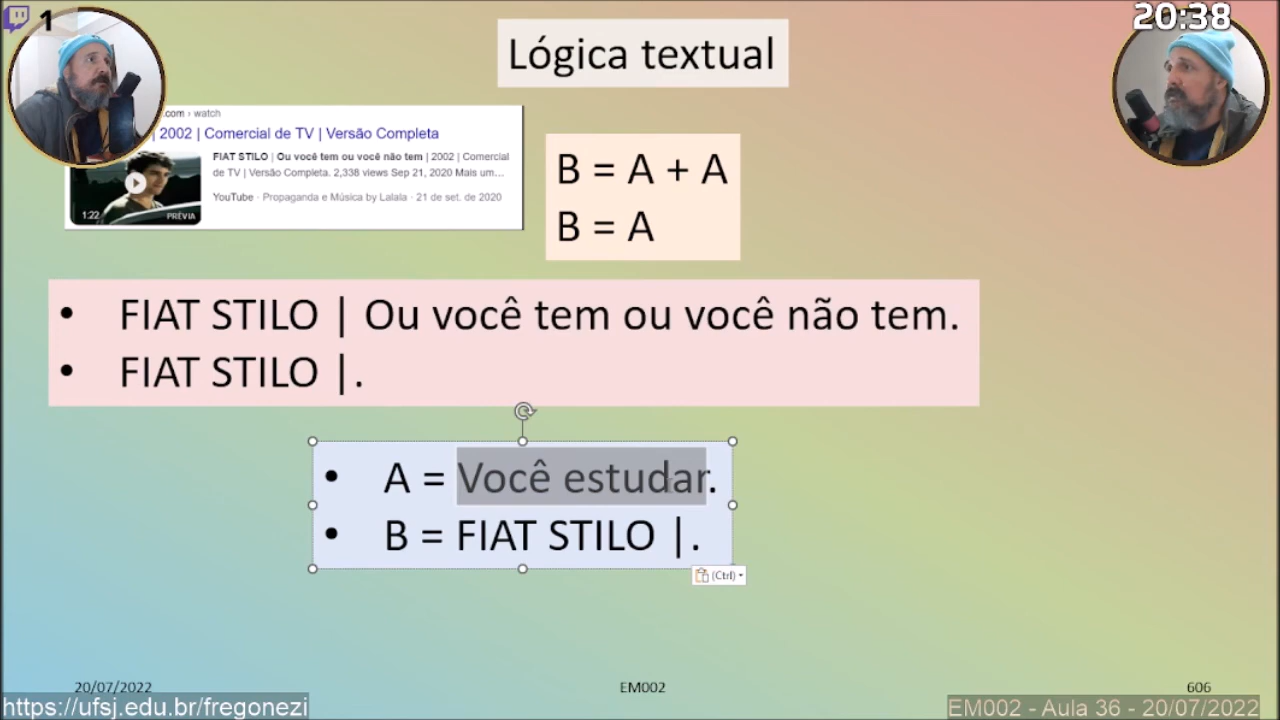 1
20:38
Lógica textual
.com › watch
| 2002 | Comercial de TV | Versão Completa
FIAT STILO | Ou você tem ou você não tem | 2002 | Comercial
de TV | Versão Completa. 2,338 views Sep 21, 2020 Mais um...
YouTube · Propaganda e Música by Lalala · 21 de set. de 2020
1:22
PRÉVIA
B = A + A
B = A
• FIAT STILO | Ou você tem ou você não tem.
• FIAT STILO |.
• A = Você estudar.
• B = FIAT STILO |.
(Ctrl)
20/07/2022
EM002
606
https://ufsj.edu.br/fregonezi
EM002 - Aula 36 - 20/07/2022